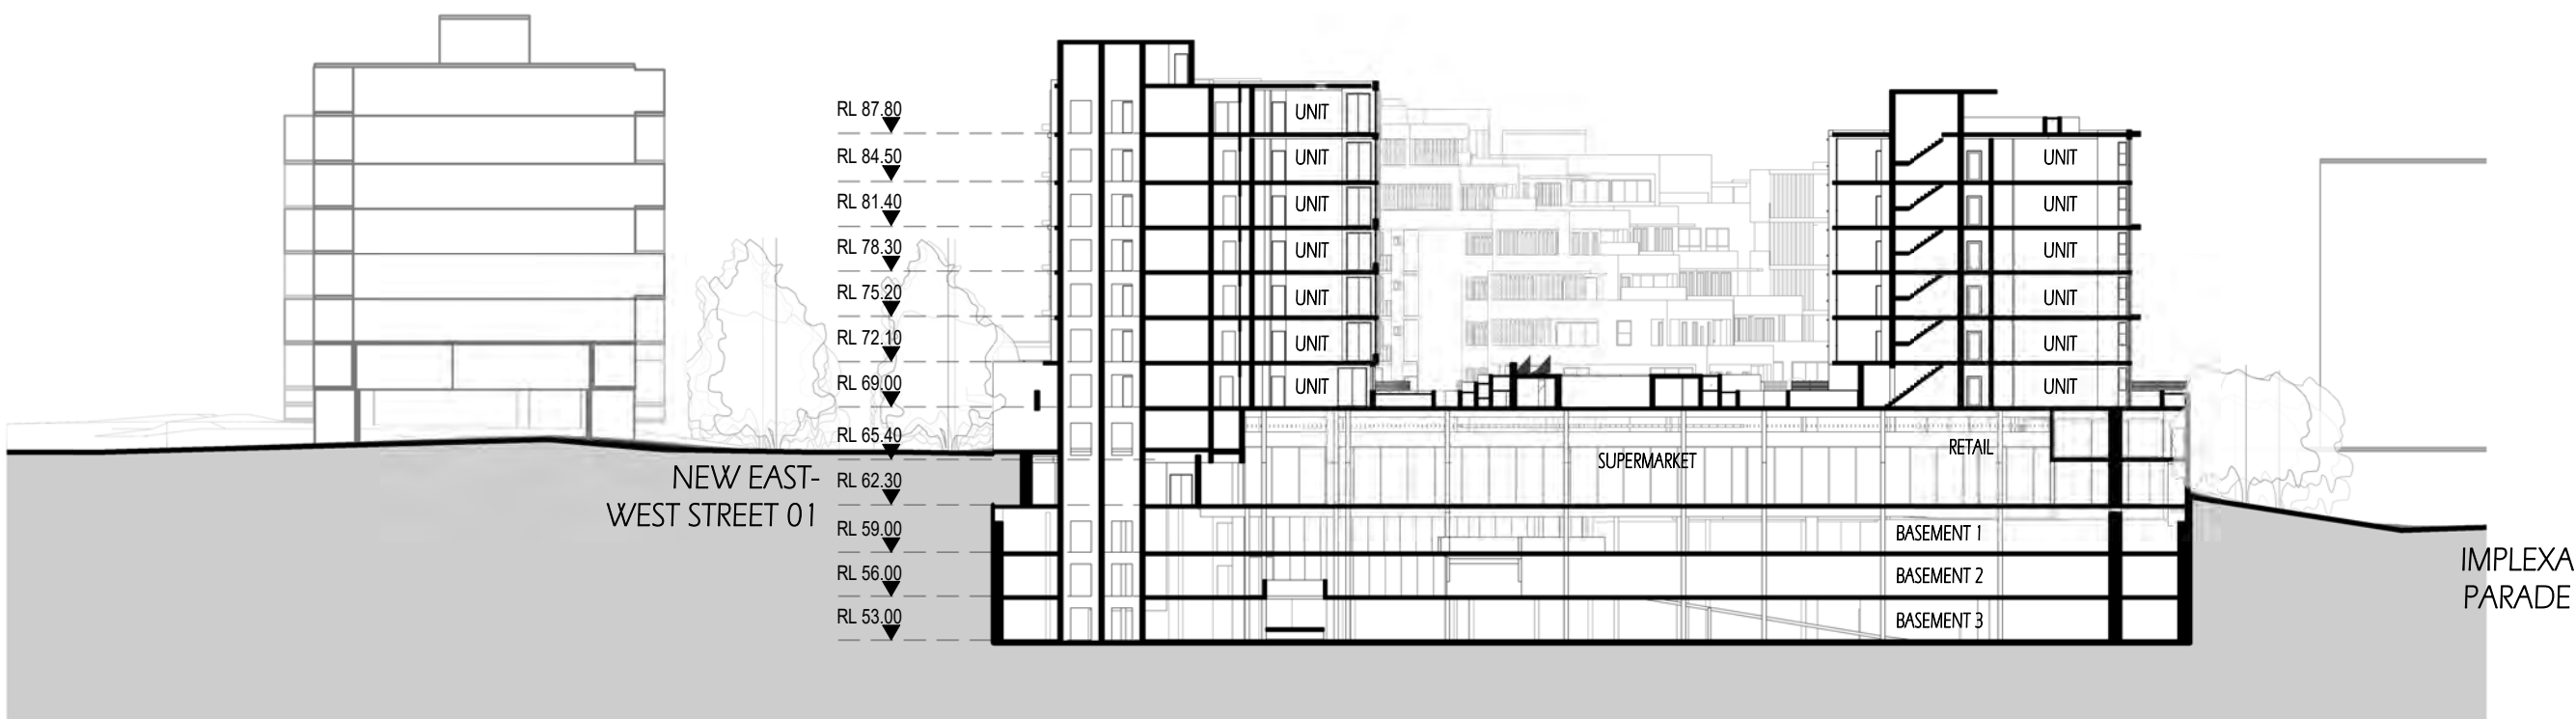 RL 87.80
RL 84.50
RL 81.40
RL 78.30
RL 75.20
RL 72.10
RL 69.00
RL 65.40
RL 62.30
RL 59.00
RL 56.00
RL 53.00
NEW EAST-
WEST STREET 01
UNIT
UNIT
UNIT
UNIT
UNIT
UNIT
UNIT
UNIT
UNIT
UNIT
UNIT
UNIT
UNIT
SUPERMARKET
RETAIL
BASEMENT 1
BASEMENT 2
BASEMENT 3
IMPLEXA
PARADE